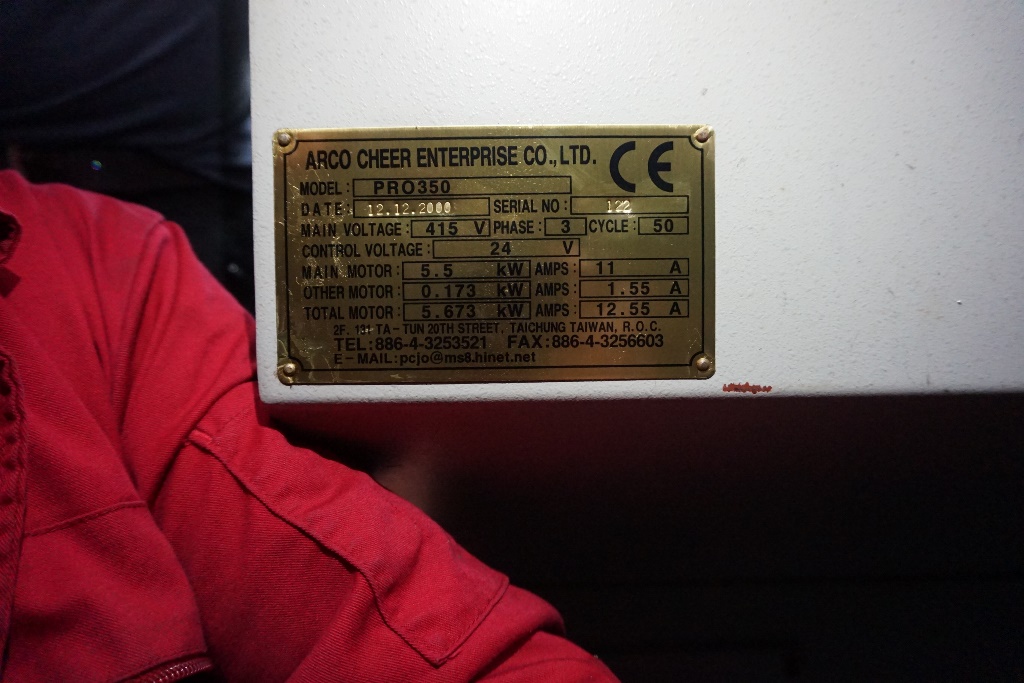 ARCO CHEER ENTERPRISE CO., LTD. CE
MODEL: PRO350
DATE: 12.12.2000 SERIAL NO: 122
MAIN VOLTAGE: 415 V PHASE: 3 CYCLE: 50
CONTROL VOLTAGE: 24 V
MAIN MOTOR: 5.5 kW AMPS: 11 A
OTHER MOTOR: 0.173 kW AMPS: 1.55 A
TOTAL MOTOR: 5.673 kW AMPS: 12.55 A
2F. 131 TA-TUN 20TH STREET, TAICHUNG TAIWAN, R.O.C.
TEL:886-4-3253521 FAX:886-4-3256603
E-MAIL:pcjo@ms8.hinet.net